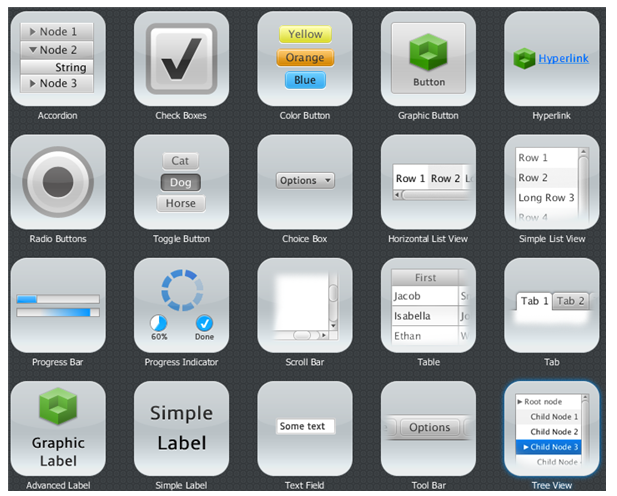 Node 1
Node 2
String
Node 3
Accordion
Check Boxes
Yellow
Orange
Blue
Color Button
Button
Graphic Button
Hyperlink
Hyperlink
Radio Buttons
Cat
Dog
Horse
Toggle Button
Options
Choice Box
Row 1 Row 2 Lo
Horizontal List View
Row 1
Row 2
Long Row 3
Row 4
Simple List View
Progress Bar
60% Done
Progress Indicator
Scroll Bar
First
Jacob
Isabella
Ethan
Table
Tab 1 Tab 2
Tab
Graphic
Label
Advanced Label
Simple
Label
Simple Label
Some text
Text Field
Options
Tool Bar
Root node
Child Node 1
Child Node 2
Child Node 3
Child Node
Tree View